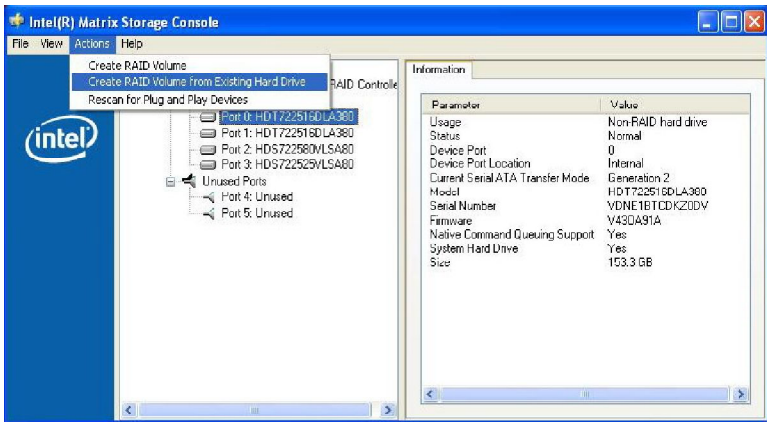 Intel(R) Matrix Storage Console
File View Actions Help
Create RAID Volume
Create RAID Volume from Existing Hard Drive
Rescan for Plug and Play Devices
RAID Controlle
Port 0: HDT722516DLA380
Port 1: HDT722516DLA380
Port 2: HDS722580VLSA80
Port 3: HDS722525VLSA80
Unused Ports
Port 4: Unused
Port 5: Unused
intel
Information
Parameter Value
Usage Non-RAID hard drive
Status Normal
Device Port 0
Device Port Location Internal
Current Serial ATA Transfer Mode Generation 2
Model HDT722516DLA380
Serial Number VDNE1BTCDKZ0DV
Firmware V43OA91A
Native Command Queuing Support Yes
System Hard Drive Yes
Size 153.3 GB